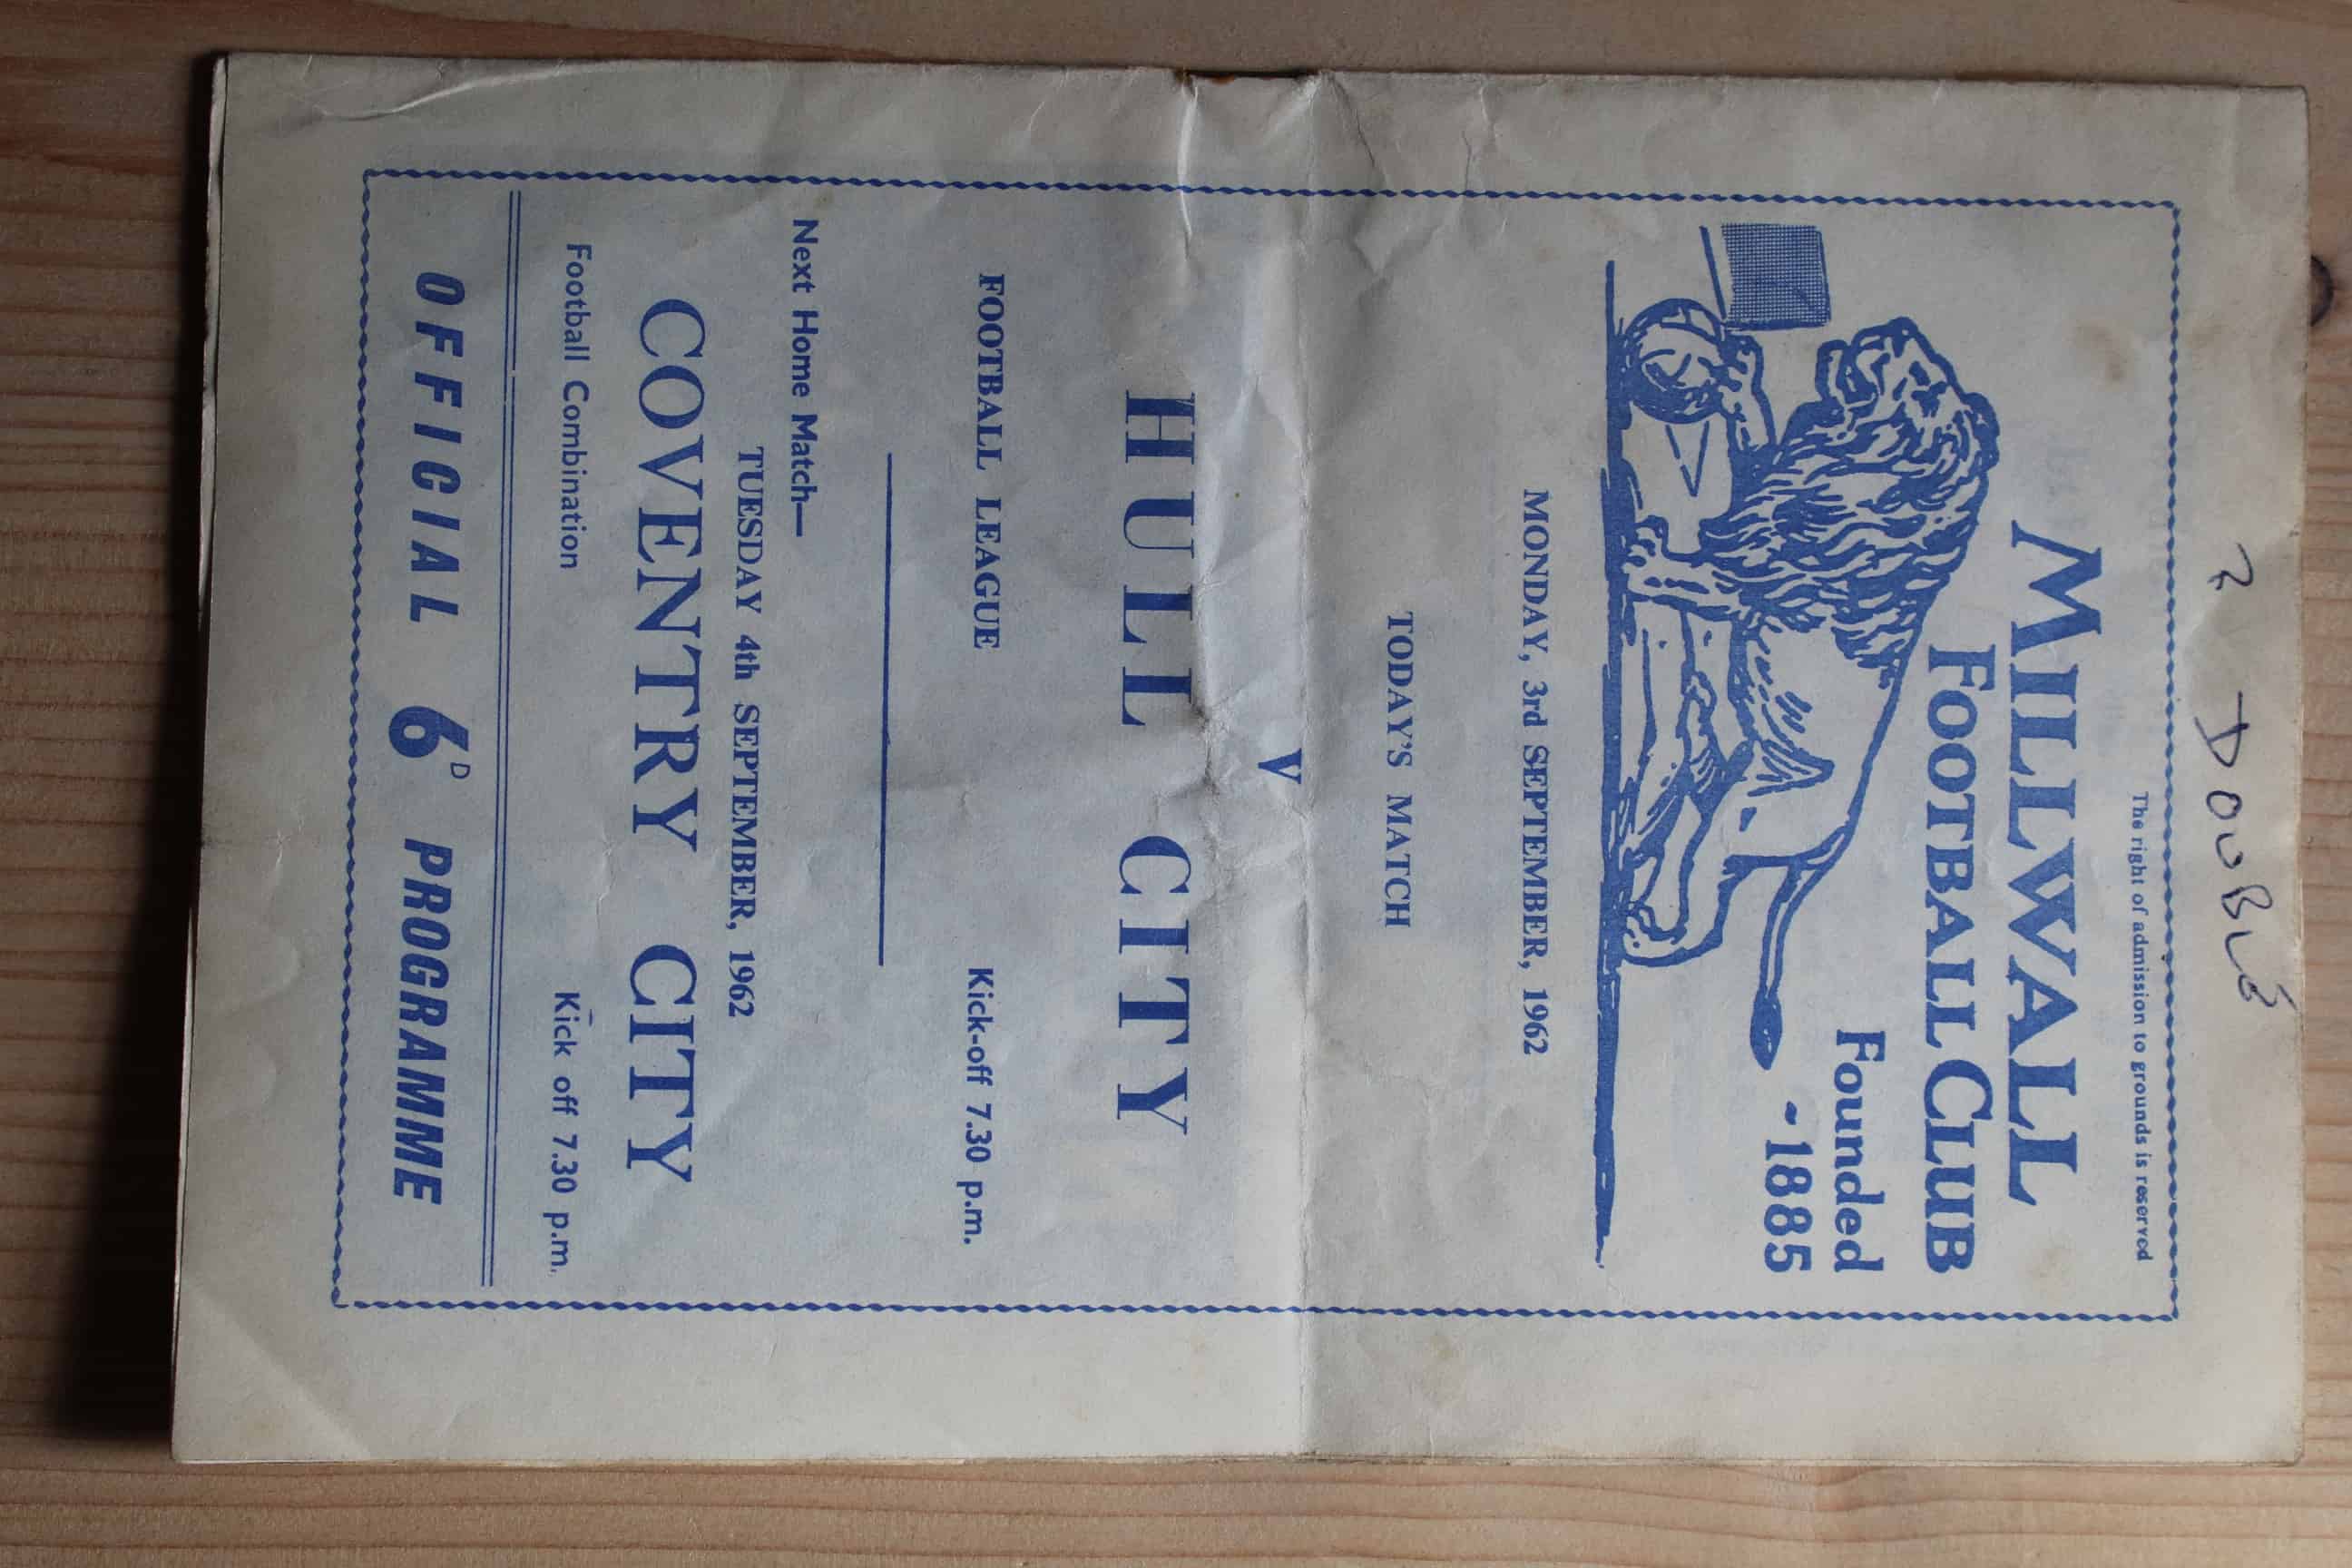 2 DOUBLE
The right of admission to grounds is reserved
MILLWALL
FOOTBALL CLUB
Founded
-1885
MONDAY, 3rd SEPTEMBER, 1962
TODAY'S MATCH
V
HULL CITY
FOOTBALL LEAGUE Kick-off 7.30 p.m.
Next Home Match—
TUESDAY 4th SEPTEMBER, 1962
COVENTRY CITY
Football Combination Kick off 7.30 p.m.
OFFICIAL 6D PROGRAMME